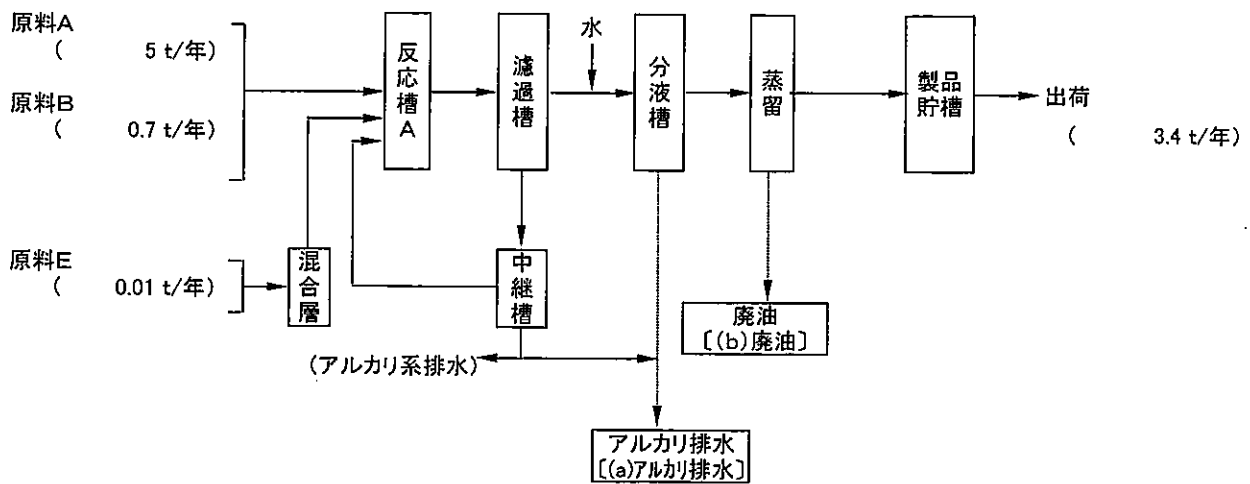 原料A
( 5 t/年)
原料B
( 0.7 t/年)
原料E
( 0.01 t/年)
混合層
反応槽A
濾過槽
中継槽
(アルカリ系排水)
水
分液槽
アルカリ排水
〔(a)アルカリ排水〕
蒸留
廃油
〔(b)廃油〕
製品貯槽
出荷
( 3.4 t/年)